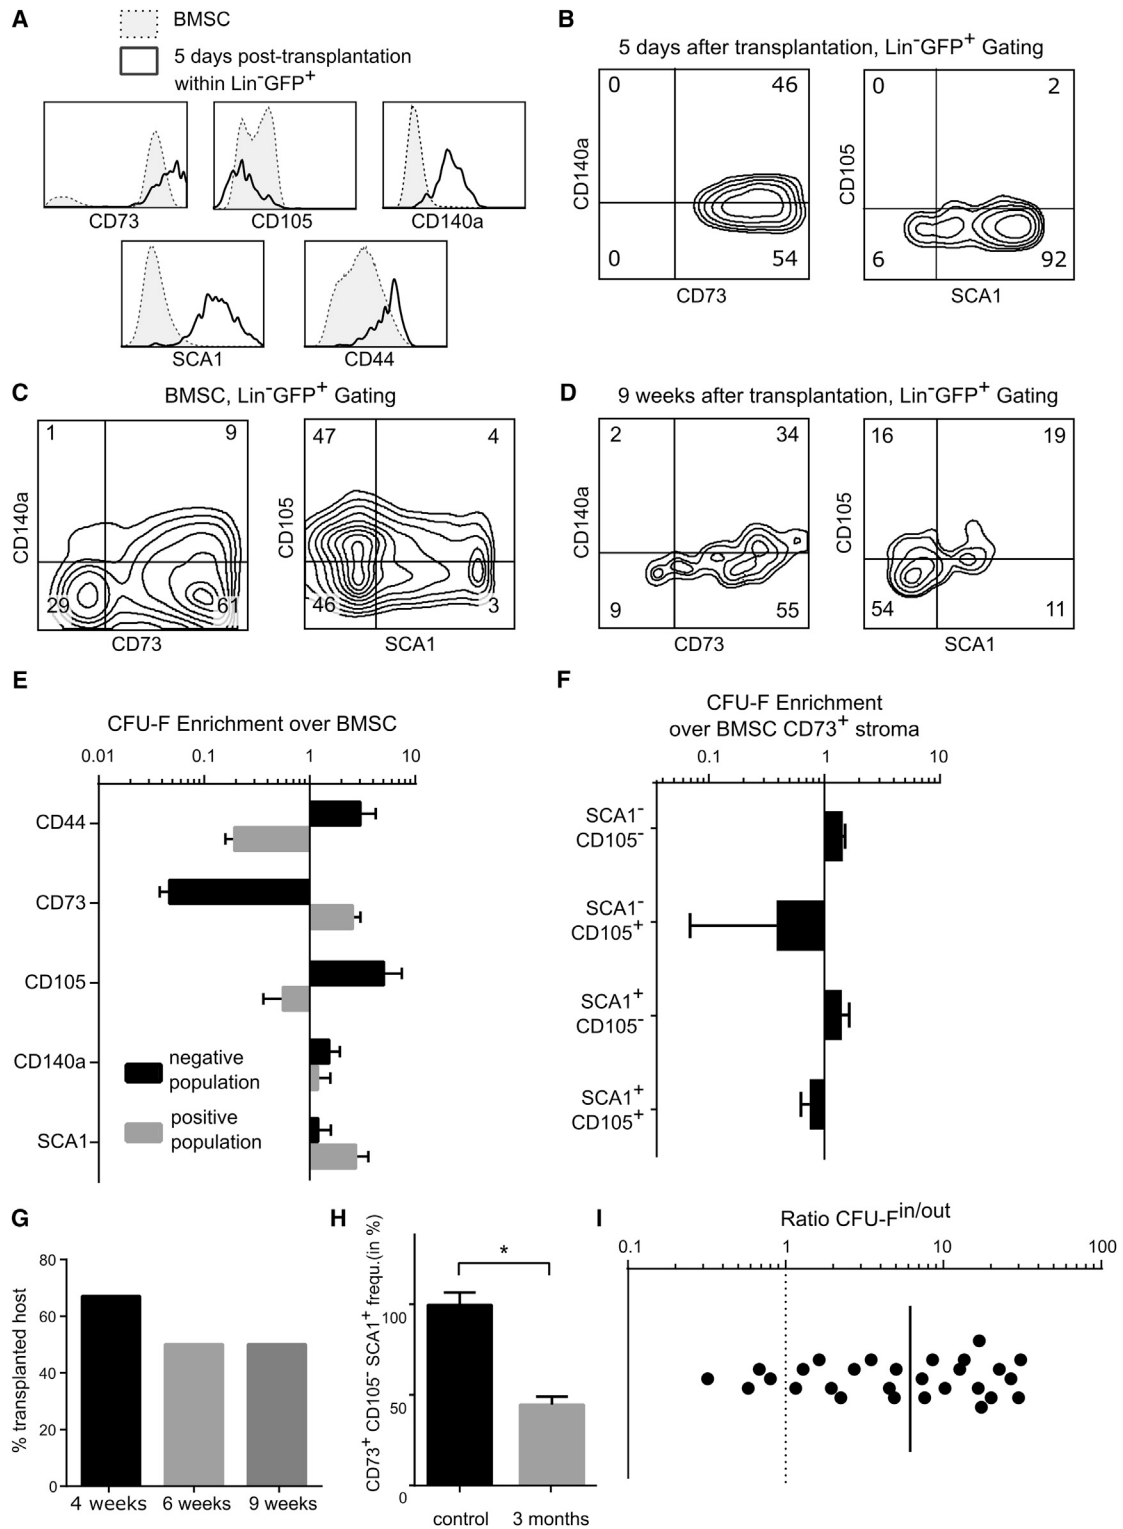 A
BMSC
5 days post-transplantation
within Lin⁻GFP⁺
CD73
CD105
CD140a
SCA1
CD44
B
5 days after transplantation, Lin⁻GFP⁺ Gating
0
46
0
54
CD140a
CD73
0
2
6
92
CD105
SCA1
C
BMSC, Lin⁻GFP⁺ Gating
1
9
29
61
CD140a
CD73
47
4
46
3
CD105
SCA1
D
9 weeks after transplantation, Lin⁻GFP⁺ Gating
2
34
9
55
CD140a
CD73
16
19
54
11
CD105
SCA1
E
CFU-F Enrichment over BMSC
0.01 0.1 1 10
CD44
CD73
CD105
CD140a
SCA1
negative
population
positive
population
F
CFU-F Enrichment
over BMSC CD73⁺ stroma
0.1 1 10
SCA1⁻
CD105⁻
SCA1⁻
CD105⁺
SCA1⁺
CD105⁻
SCA1⁺
CD105⁺
G
% transplanted host
80
60
40
20
0
4 weeks 6 weeks 9 weeks
H
CD73⁺ CD105⁻ SCA1⁺ frequ.(in %)
*
100
50
0
control 3 months
I
Ratio CFU-Fⁱⁿ/ᵒᵘᵗ
0.1 1 10 100